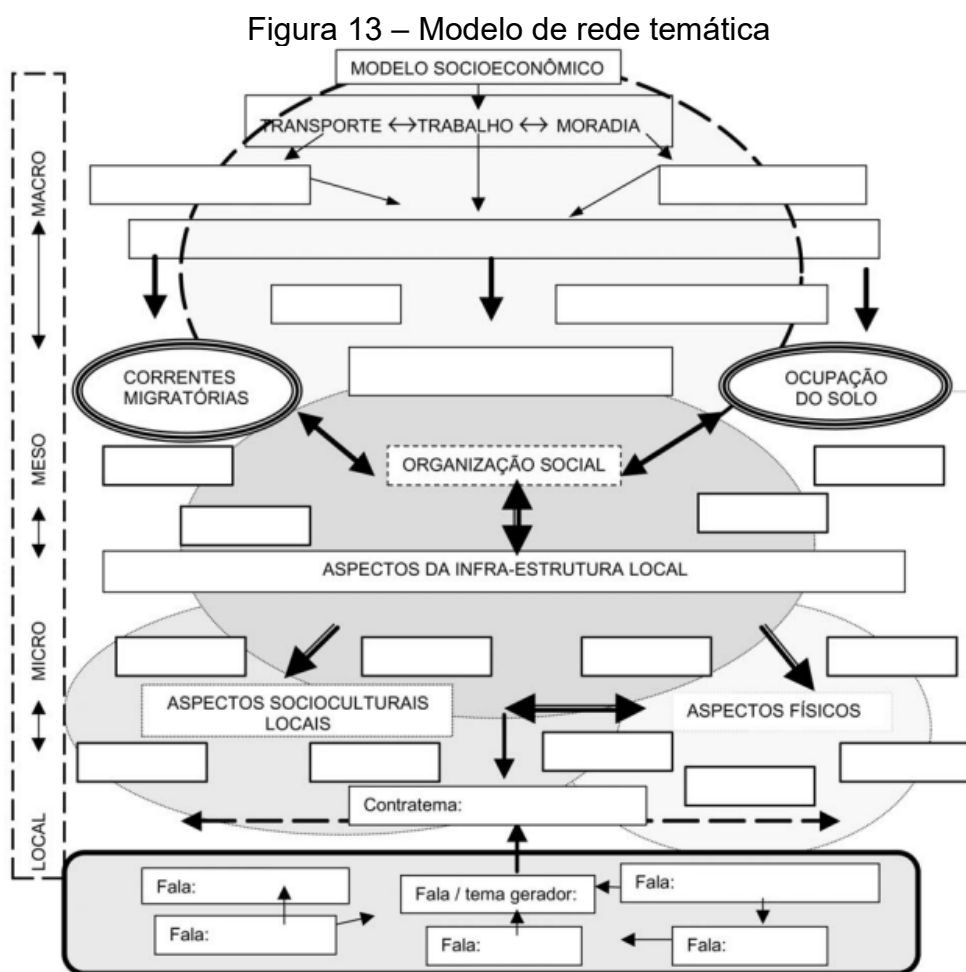 Figura 13 – Modelo de rede temática
MODELO SOCIOECONÔMICO
TRANSPORTE ↔TRABALHO ↔ MORADIA
MACRO
CORRENTES
MIGRATÓRIAS
OCUPAÇÃO
DO SOLO
MESO
ORGANIZAÇÃO SOCIAL
ASPECTOS DA INFRA-ESTRUTURA LOCAL
MICRO
ASPECTOS SOCIOCULTURAIS
LOCAIS
ASPECTOS FÍSICOS
Contratema:
LOCAL
Fala:
Fala / tema gerador:
Fala:
Fala:
Fala:
Fala: